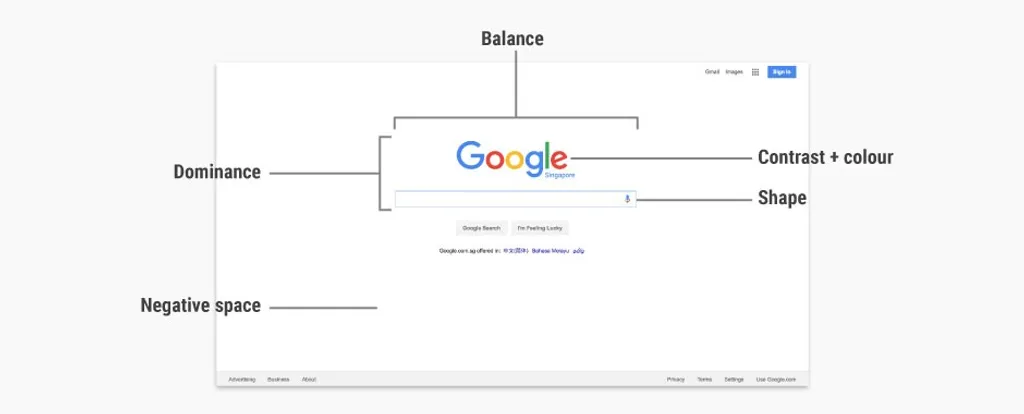 Balance
Gmail Images Sign in
Google
Singapore
Contrast + colour
Dominance
Shape
Google Search I'm Feeling Lucky
Google.com.sg offered in: 中文(简体) Bahasa Melayu தமிழ்
Negative space
Advertising Business About Privacy Terms Settings Use Google.com